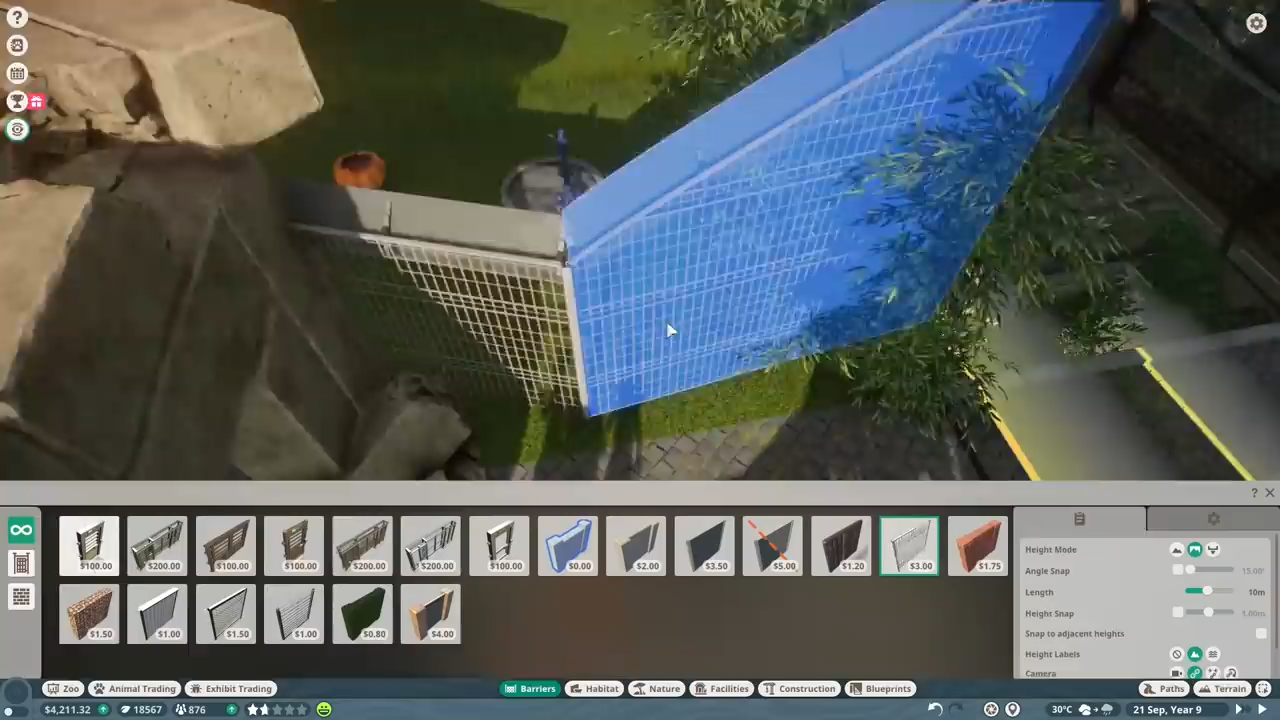 ?
? ×
$100.00 $200.00 $100.00 $100.00 $200.00 $200.00 $100.00 $0.00 $2.00 $3.50 $5.00 $1.20 $3.00 $1.75
$1.50 $1.00 $1.50 $1.00 $0.80 $4.00
Height Mode
Angle Snap 15.00°
Length 10m
Height Snap 1.00m
Snap to adjacent heights
Height Labels
Camera
Zoo Animal Trading Exhibit Trading Barriers Habitat Nature Facilities Construction Blueprints Paths Terrain
$4,211.32 18567 876 30°C 21 Sep, Year 9